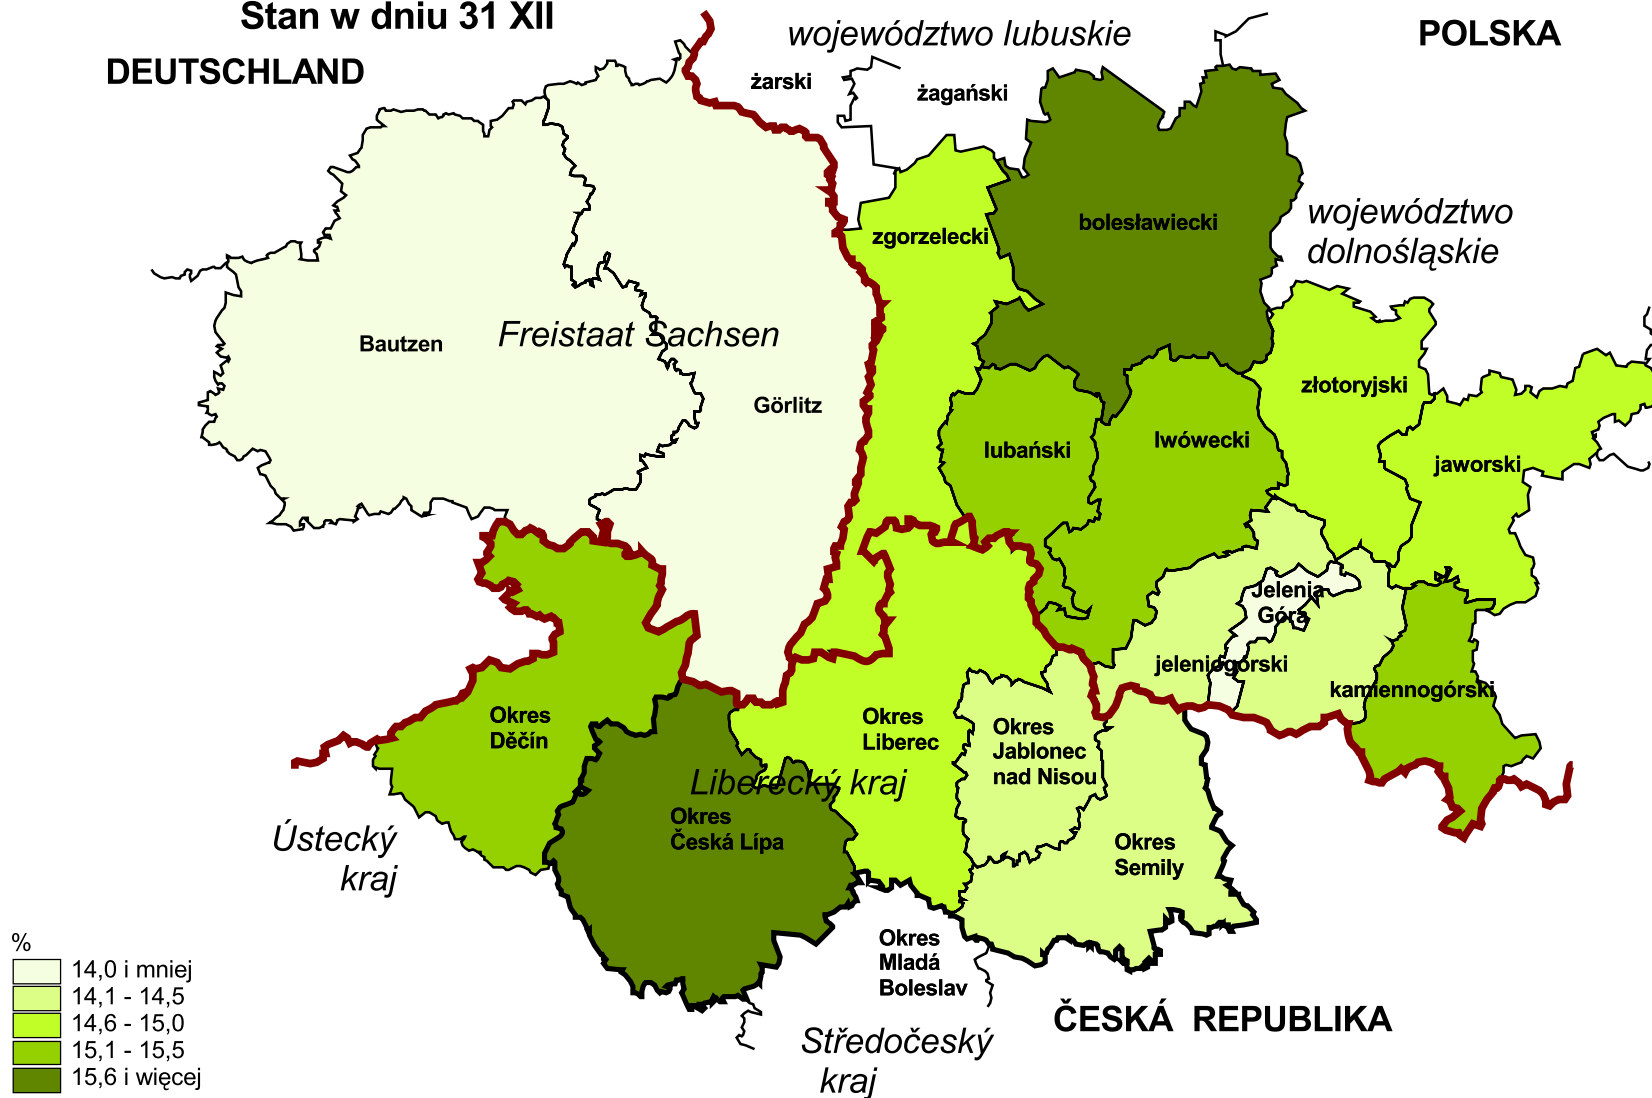 Stan w dniu 31 XII
DEUTSCHLAND
województwo lubuskie
POLSKA
żarski
żagański
zgorzelecki
bolesławiecki
województwo
dolnośląskie
Bautzen
Freistaat Sachsen
Görlitz
lubański
lwówecki
złotoryjski
jaworski
Jelenia
Góra
jeleniogórski
kamiennogórski
Okres
Děčín
Okres
Liberec
Okres
Jablonec
nad Nisou
Liberecký kraj
Okres
Česká Lípa
Ústecký
kraj
Okres
Semily
Okres
Mladá
Boleslav
ČESKÁ REPUBLIKA
Středočeský
kraj
%
14,0 i mniej
14,1 - 14,5
14,6 - 15,0
15,1 - 15,5
15,6 i więcej